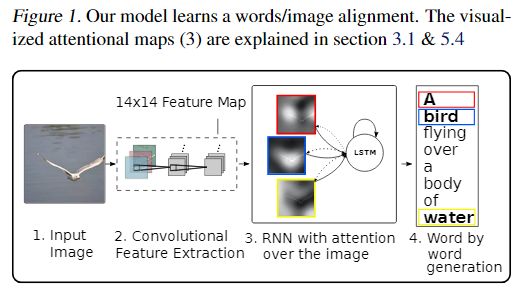 Figure 1. Our model learns a words/image alignment. The visual-
ized attentional maps (3) are explained in section 3.1 & 5.4
14x14 Feature Map
LSTM
A
bird
flying
over
a
body
of
water
1. Input
Image
2. Convolutional
Feature Extraction
3. RNN with attention
over the image
4. Word by
word
generation